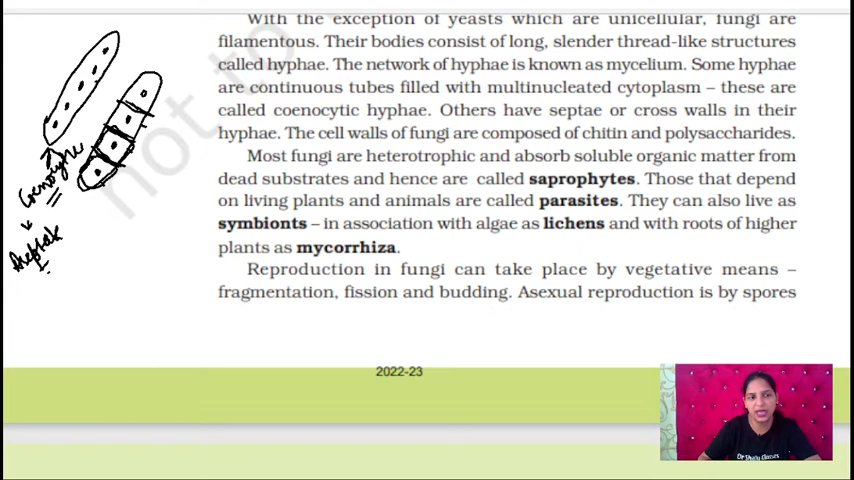 With the exception of yeasts which are unicellular, fungi are
filamentous. Their bodies consist of long, slender thread-like structures
called hyphae. The network of hyphae is known as mycelium. Some hyphae
are continuous tubes filled with multinucleated cytoplasm – these are
called coenocytic hyphae. Others have septae or cross walls in their
hyphae. The cell walls of fungi are composed of chitin and polysaccharides.
Most fungi are heterotrophic and absorb soluble organic matter from
dead substrates and hence are called saprophytes. Those that depend
on living plants and animals are called parasites. They can also live as
symbionts – in association with algae as lichens and with roots of higher
plants as mycorrhiza.
Reproduction in fungi can take place by vegetative means –
fragmentation, fission and budding. Asexual reproduction is by spores
2022-23
not to
Dr Shalu Classes